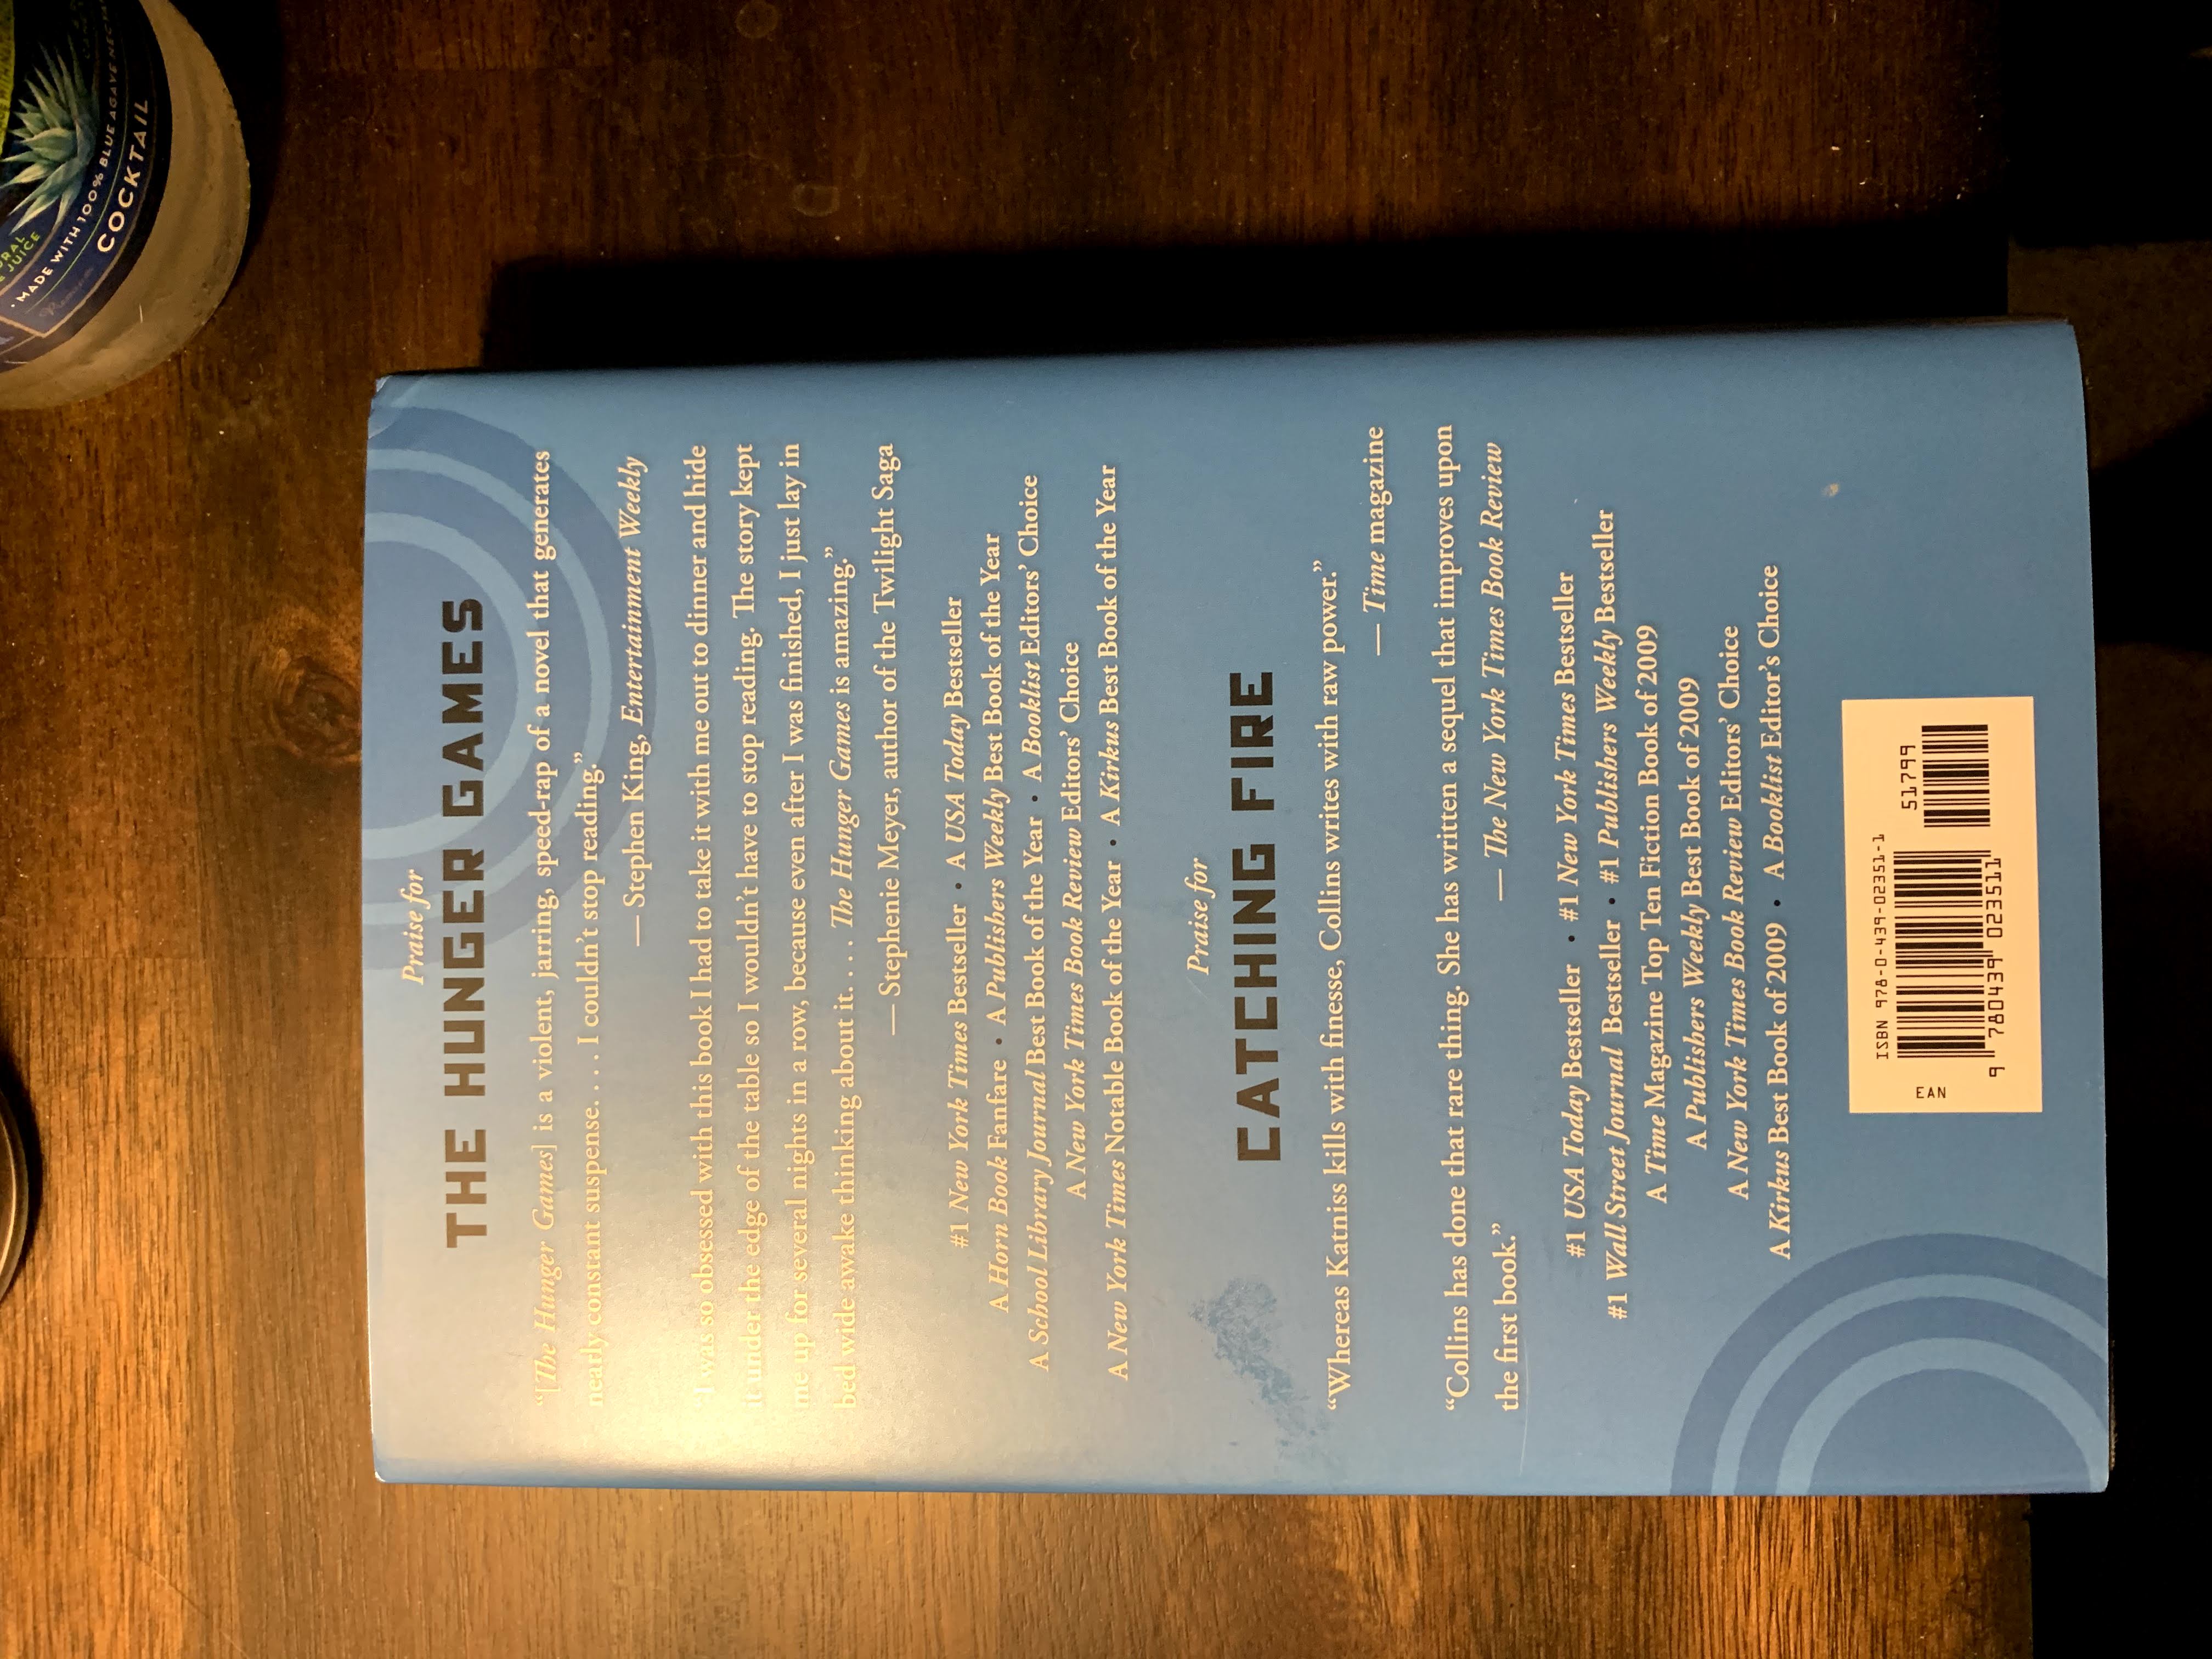 Praise for
THE HUNGER GAMES
“[The Hunger Games] is a violent, jarring, speed-rap of a novel that generates
nearly constant suspense. . . . I couldn’t stop reading.”
— Stephen King, Entertainment Weekly
“I was so obsessed with this book I had to take it with me out to dinner and hide
it under the edge of the table so I wouldn’t have to stop reading. The story kept
me up for several nights in a row, because even after I was finished, I just lay in
bed wide awake thinking about it. . . . The Hunger Games is amazing.”
— Stephenie Meyer, author of the Twilight Saga
#1 New York Times Bestseller • A USA Today Bestseller
A Horn Book Fanfare • A Publishers Weekly Best Book of the Year
A School Library Journal Best Book of the Year • A Booklist Editors’ Choice
A New York Times Book Review Editors’ Choice
A New York Times Notable Book of the Year • A Kirkus Best Book of the Year
Praise for
CATCHING FIRE
“Whereas Katniss kills with finesse, Collins writes with raw power.”
— Time magazine
“Collins has done that rare thing. She has written a sequel that improves upon
the first book.”
— The New York Times Book Review
#1 USA Today Bestseller • #1 New York Times Bestseller
#1 Wall Street Journal Bestseller • #1 Publishers Weekly Bestseller
A Time Magazine Top Ten Fiction Book of 2009
A Publishers Weekly Best Book of 2009
A New York Times Book Review Editors’ Choice
A Kirkus Best Book of 2009 • A Booklist Editor’s Choice
ISBN 978-0-439-02351-1
51799
EAN
9 780439 023511
JUICE
• MADE WITH 100% BLUE AGAVE
COCKTAIL